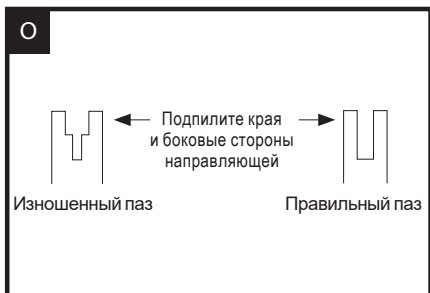 О
Подпилите края
и боковые стороны
направляющей
Изношенный паз
Правильный паз